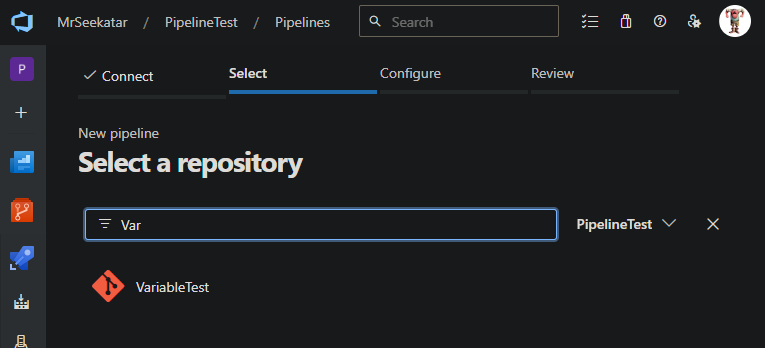 MrSeekatar / PipelineTest / Pipelines Search
P
Connect Select Configure Review
New pipeline
Select a repository
Var PipelineTest
VariableTest